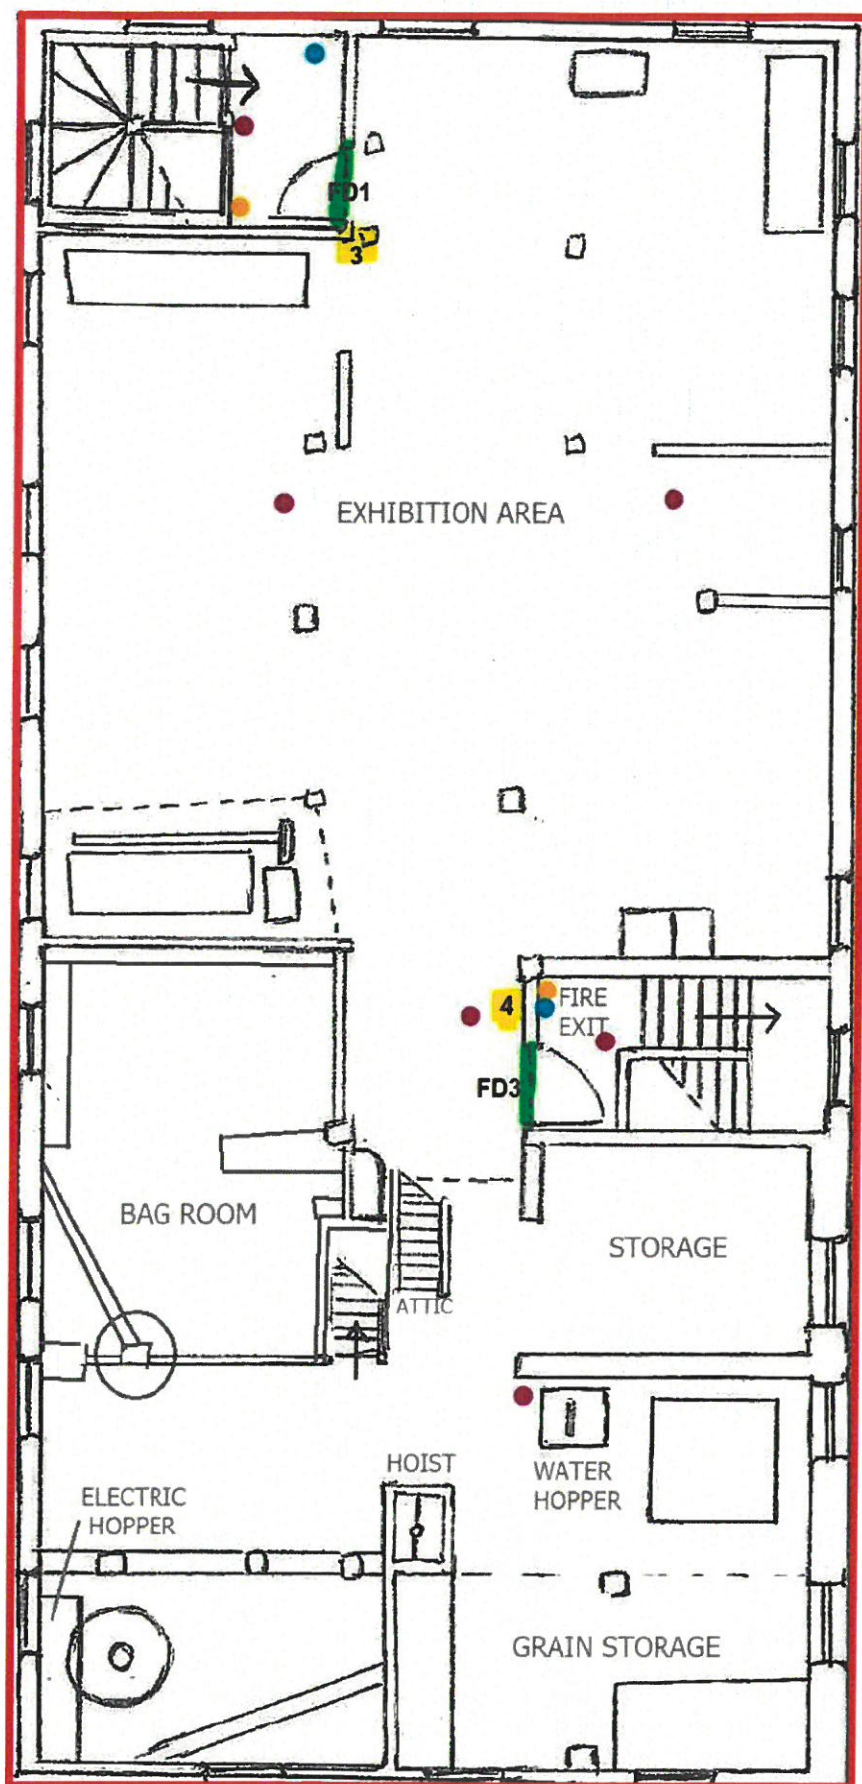 FD1
3
EXHIBITION AREA
4
FIRE
EXIT
FD3
BAG ROOM
STORAGE
ATTIC
HOIST
WATER
HOPPER
ELECTRIC
HOPPER
GRAIN STORAGE